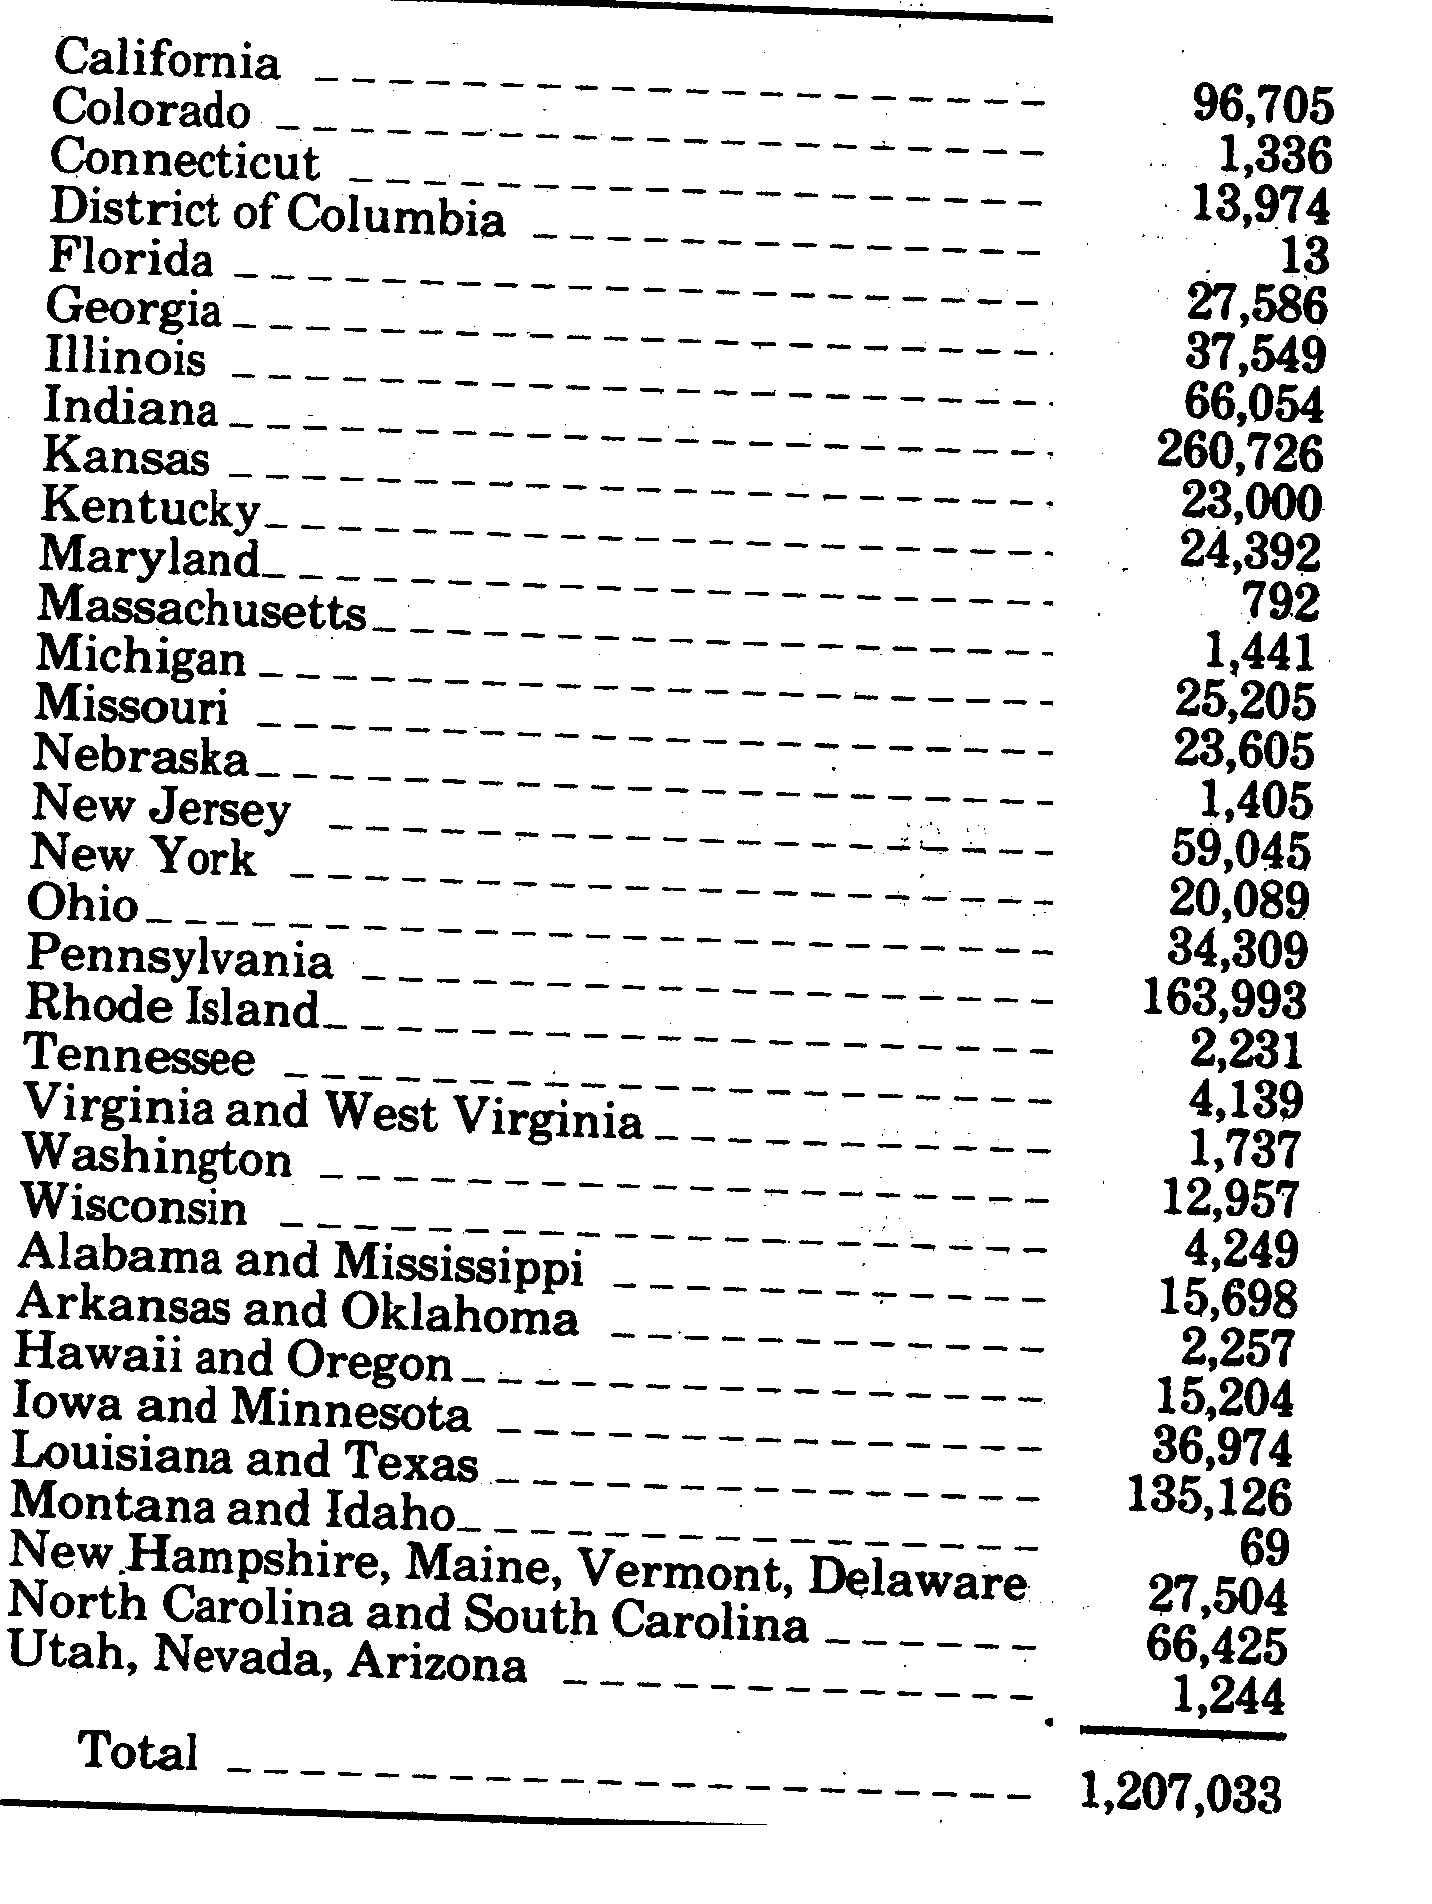 California 96,705
Colorado 1,336
Connecticut 13,974
District of Columbia 13
Florida 27,586
Georgia 37,549
Illinois 66,054
Indiana 260,726
Kansas 23,000
Kentucky 24,392
Maryland 792
Massachusetts 1,441
Michigan 25,205
Missouri 23,605
Nebraska 1,405
New Jersey 59,045
New York 20,089
Ohio 34,309
Pennsylvania 163,993
Rhode Island 2,231
Tennessee 4,139
Virginia and West Virginia 1,737
Washington 12,957
Wisconsin 4,249
Alabama and Mississippi 15,698
Arkansas and Oklahoma 2,257
Hawaii and Oregon 15,204
Iowa and Minnesota 36,974
Louisiana and Texas 135,126
Montana and Idaho 69
New Hampshire, Maine, Vermont, Delaware 27,504
North Carolina and South Carolina 66,425
Utah, Nevada, Arizona 1,244
Total 1,207,033